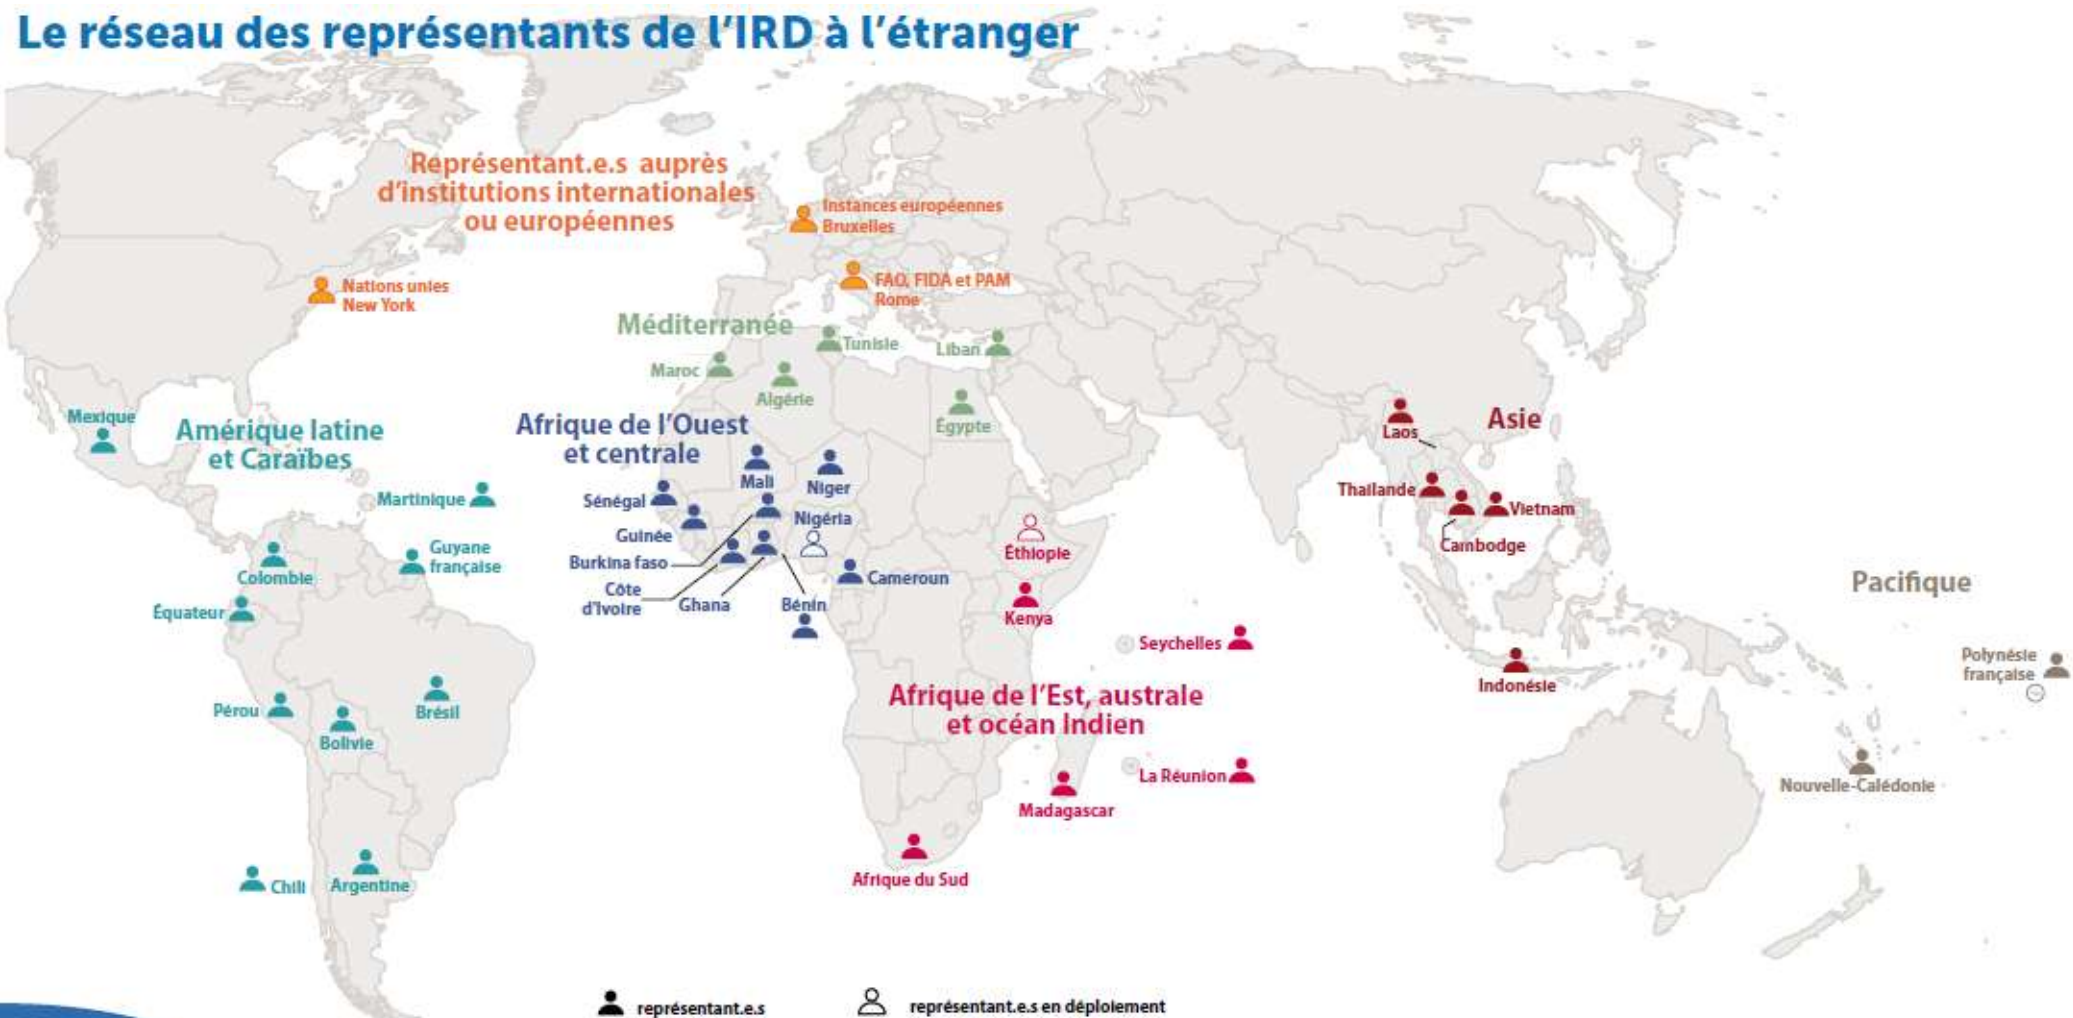 Le réseau des représentants de l'IRD à l'étranger
Représentant.e.s auprès
d'institutions internationales
ou européennes
Instances européennes
Bruxelles
FAO, FIDA et PAM
Rome
Nations unies
New York
Méditerranée
Tunisie
Liban
Maroc
Algérie
Égypte
Mexique
Amérique latine
et Caraïbes
Martinique
Guyane
française
Colombie
Équateur
Pérou
Bolivie
Brésil
Chili
Argentine
Afrique de l'Ouest
et centrale
Mali
Niger
Sénégal
Nigéria
Guinée
Burkina faso
Côte
d'Ivoire
Ghana
Bénin
Cameroun
Éthiopie
Kenya
Seychelles
Afrique de l'Est, australe
et océan Indien
La Réunion
Madagascar
Afrique du Sud
Asie
Laos
Thaïlande
Vietnam
Cambodge
Indonésie
Pacifique
Polynésie
française
Nouvelle-Calédonie
représentant.e.s
représentant.e.s en déploiement